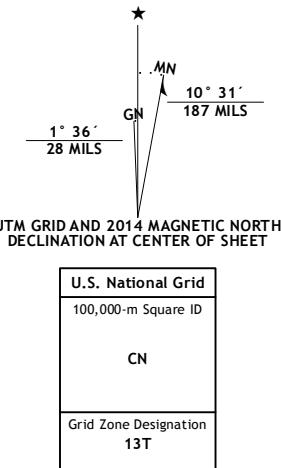 ★
MN
GN
10° 31´
187 MILS
1° 36´
28 MILS
UTM GRID AND 2014 MAGNETIC NORTH
DECLINATION AT CENTER OF SHEET
U.S. National Grid
100,000-m Square ID
CN
Grid Zone Designation
13T